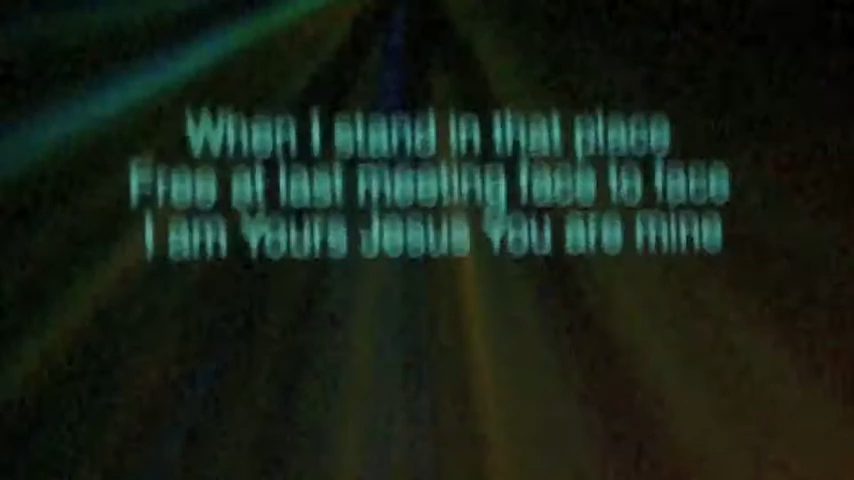 When I stand in that place
Free at last meeting face to face
I am Yours Jesus You are mine